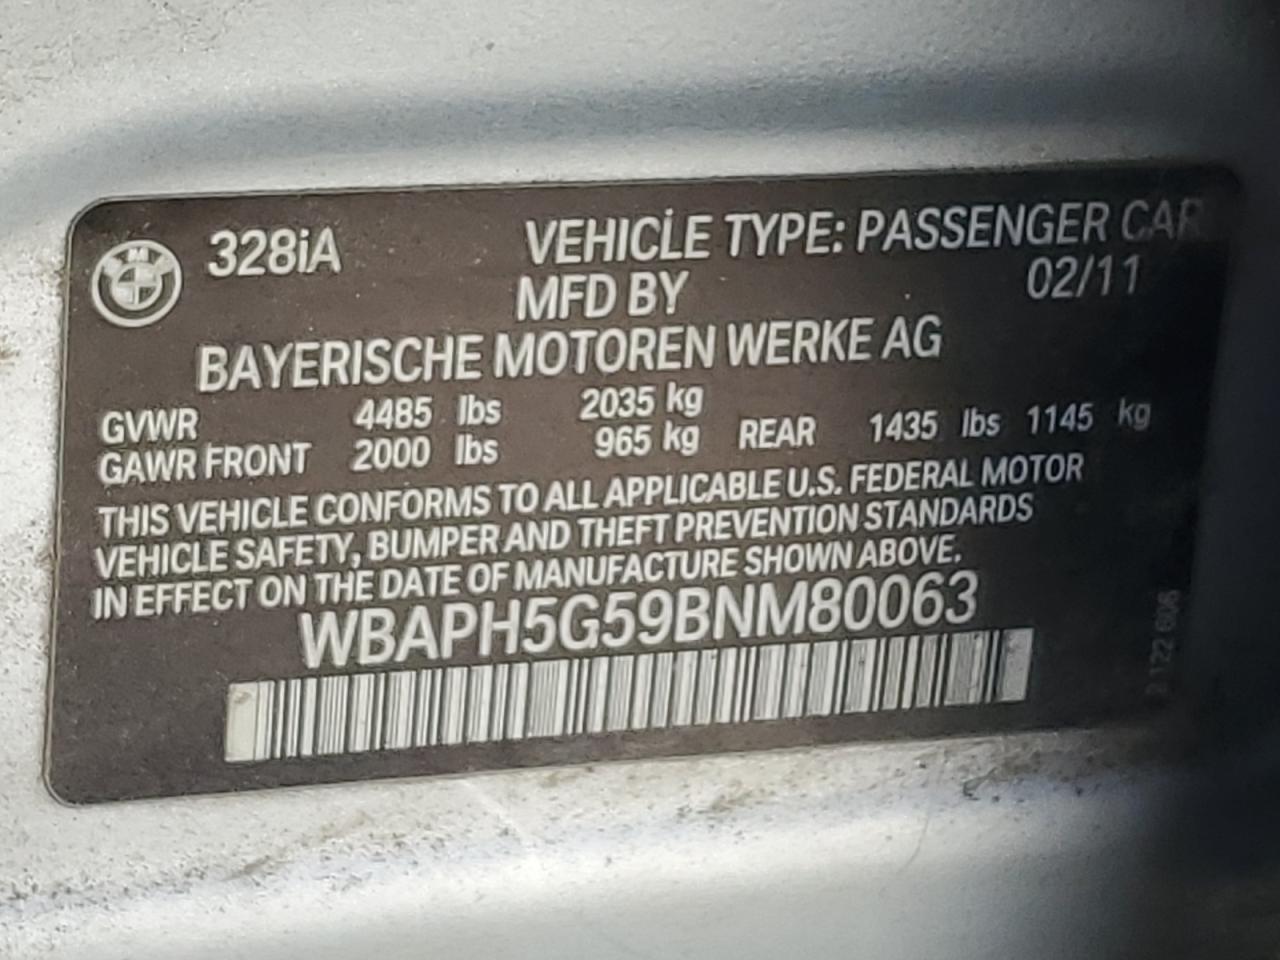 328iA VEHICLE TYPE: PASSENGER CAR
MFD BY 02/11
BAYERISCHE MOTOREN WERKE AG
GVWR 4485 lbs 2035 kg
GAWR FRONT 2000 lbs 965 kg REAR 1435 lbs 1145 kg
THIS VEHICLE CONFORMS TO ALL APPLICABLE U.S. FEDERAL MOTOR
VEHICLE SAFETY, BUMPER AND THEFT PREVENTION STANDARDS
IN EFFECT ON THE DATE OF MANUFACTURE SHOWN ABOVE.
WBAPH5G59BNM80063